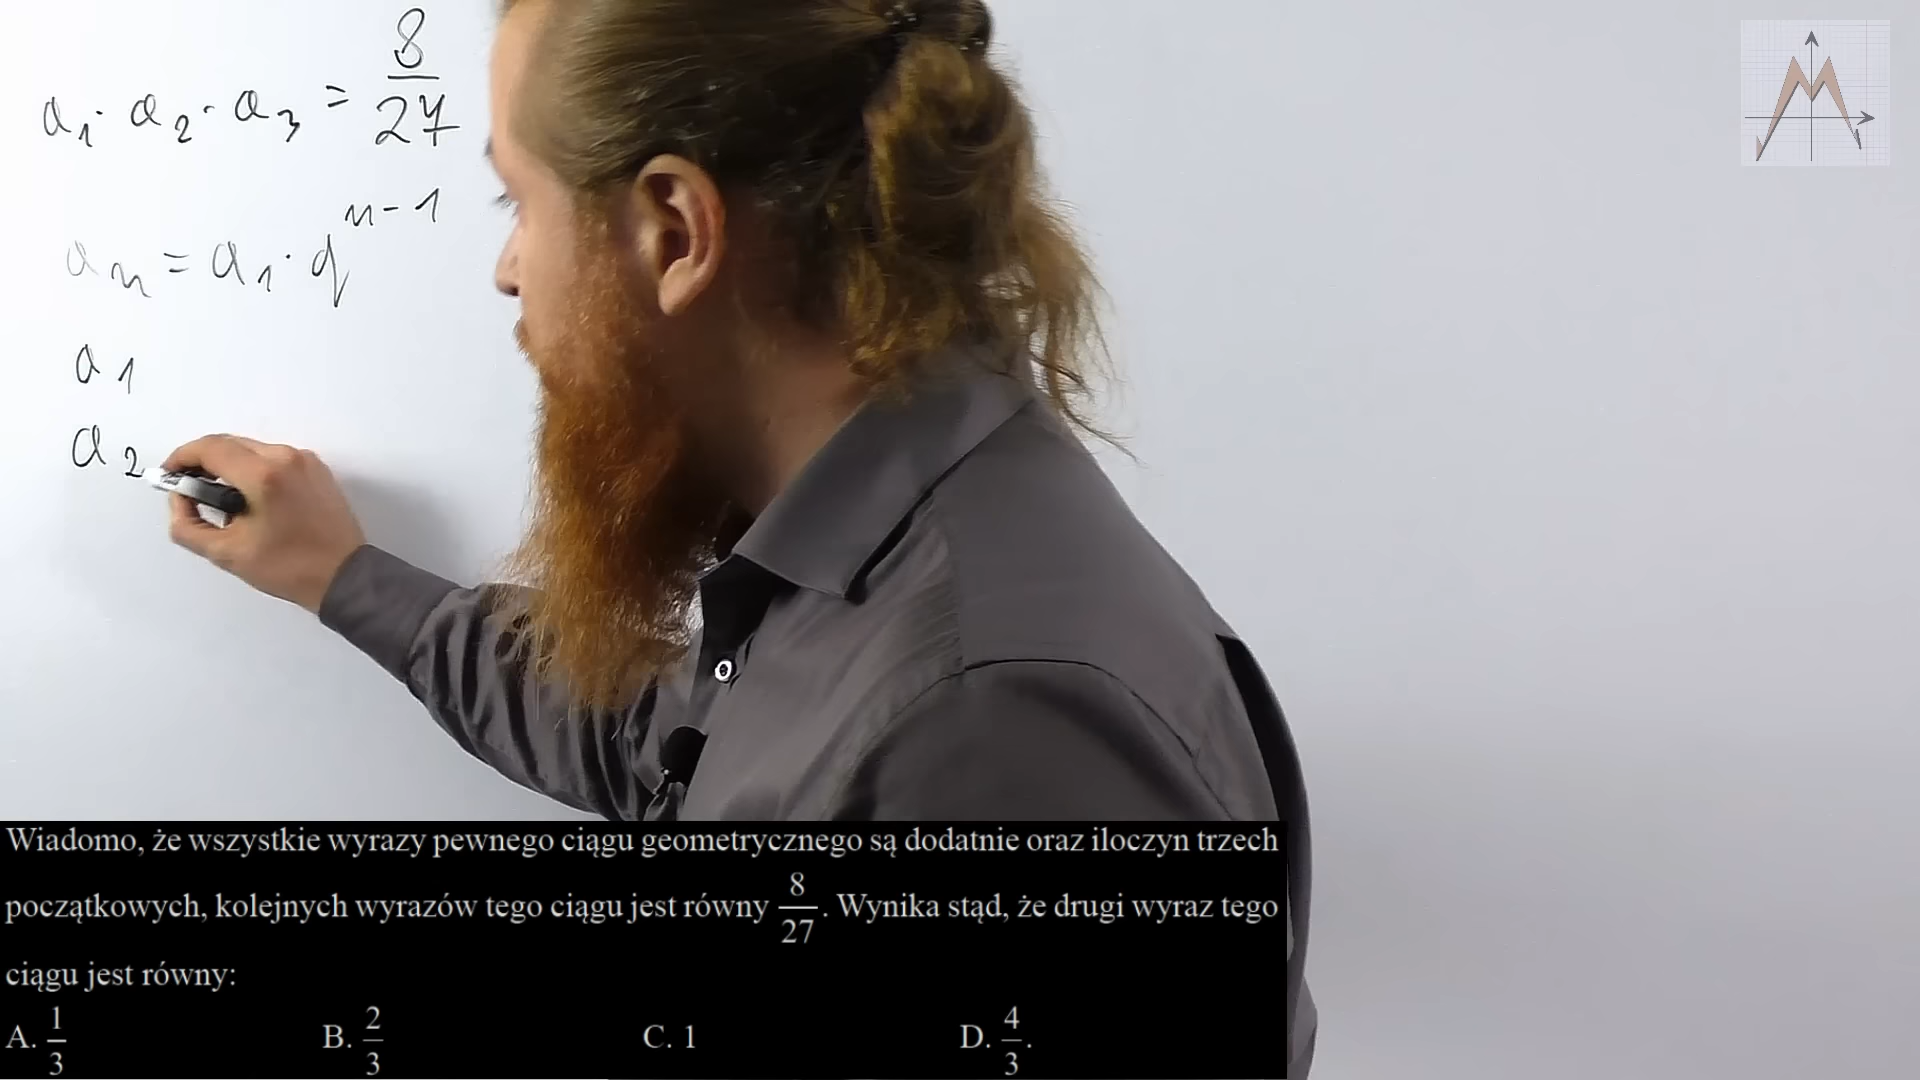 a₁ · a₂ · a₃ = 8/27
aₙ = a₁ · qⁿ⁻¹
a₁
a₂
Wiadomo, że wszystkie wyrazy pewnego ciągu geometrycznego są dodatnie oraz iloczyn trzech
początkowych, kolejnych wyrazów tego ciągu jest równy 8/27. Wynika stąd, że drugi wyraz tego
ciągu jest równy:
A. 1/3 B. 2/3 C. 1 D. 4/3.